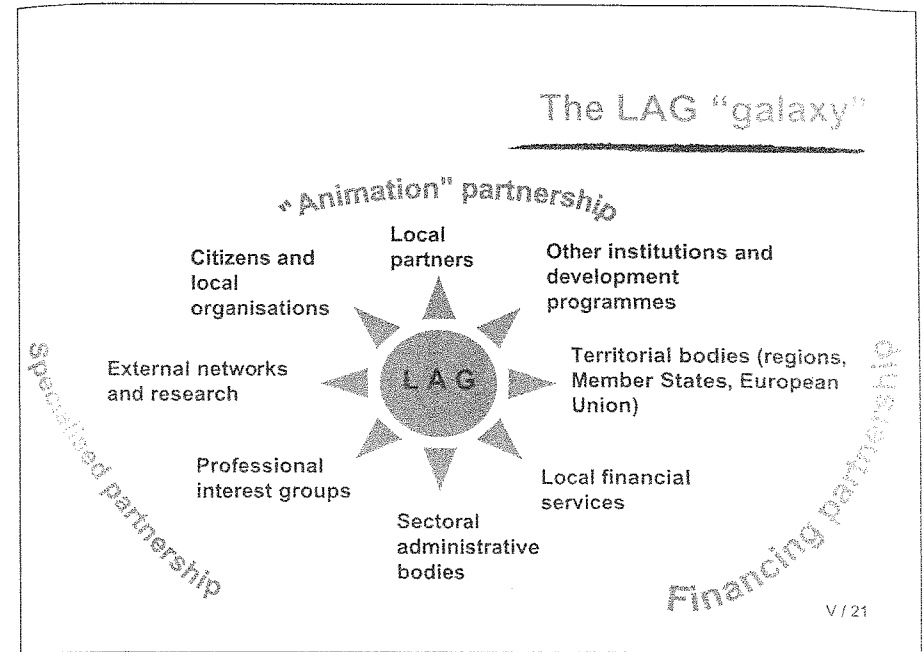 The LAG "galaxy"
"Animation" partnership
Local
partners
Citizens and
local
organisations
Other institutions and
development
programmes
External networks
and research
LAG
Territorial bodies (regions,
Member States, European
Union)
Professional
interest groups
Local financial
services
Sectoral
administrative
bodies
Specialised partnership
Financing partnership
V / 21